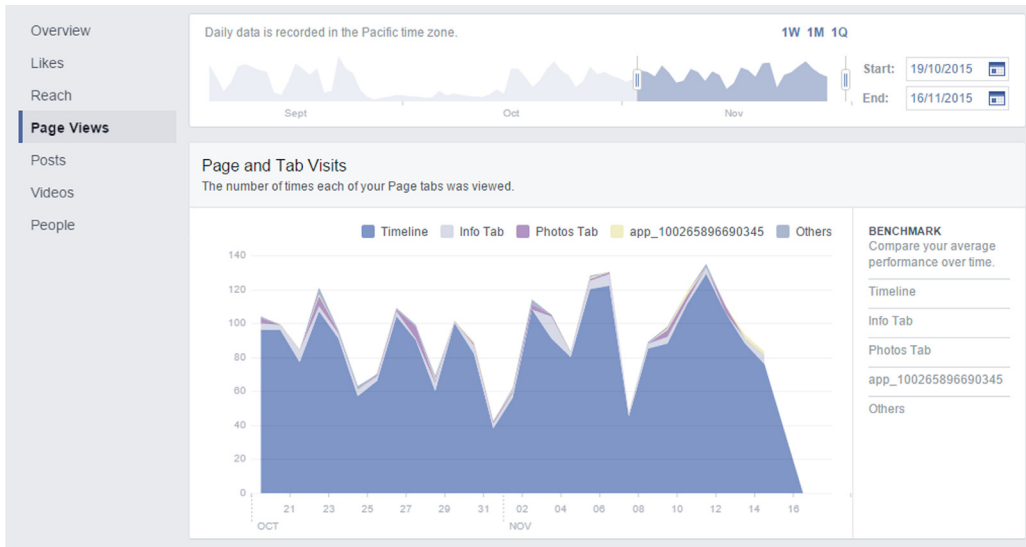 Overview
Likes
Reach
Page Views
Posts
Videos
People
Daily data is recorded in the Pacific time zone.
1W 1M 1Q
Sept Oct Nov
Start: 19/10/2015
End: 16/11/2015
Page and Tab Visits
The number of times each of your Page tabs was viewed.
Timeline Info Tab Photos Tab app_100265896690345 Others
140
120
100
80
60
40
20
0
21 23 25 27 29 31 02 04 06 08 10 12 14 16
OCT NOV
BENCHMARK
Compare your average
performance over time.
Timeline
Info Tab
Photos Tab
app_100265896690345
Others